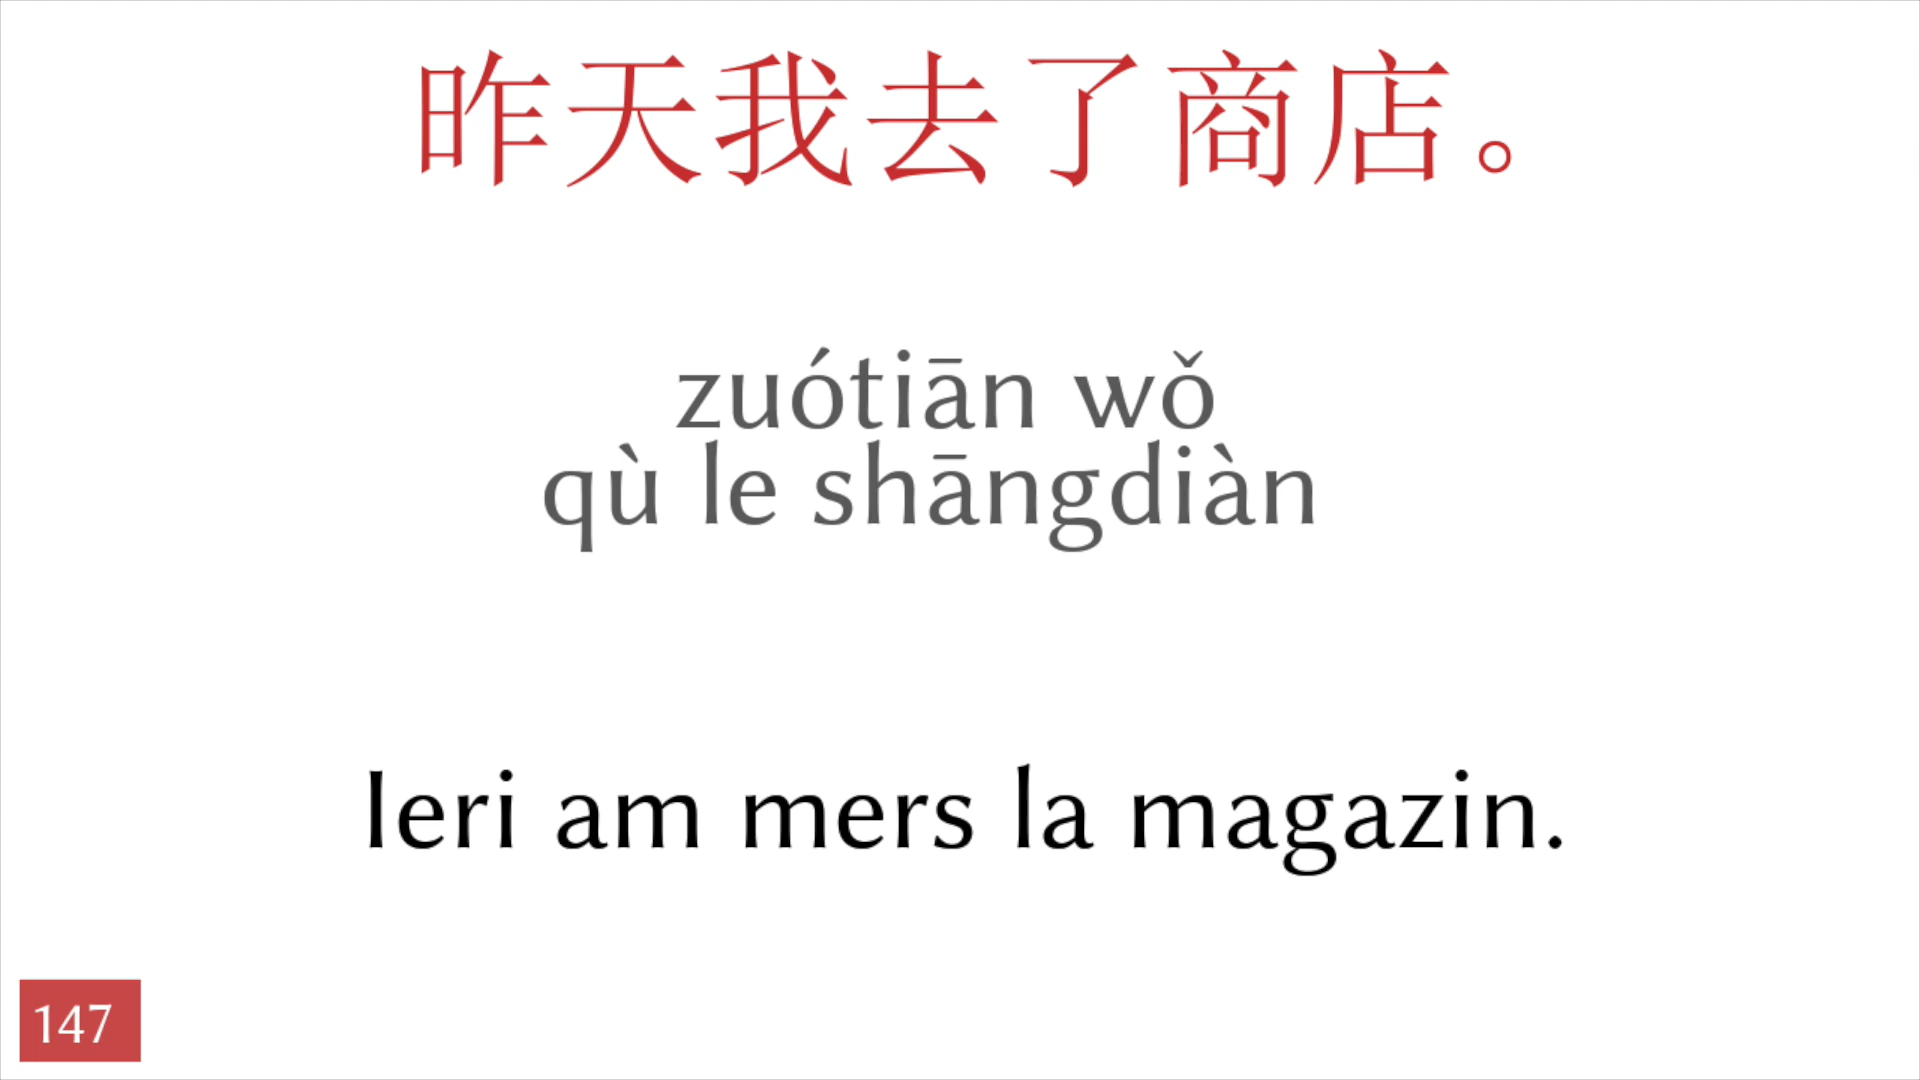 昨天我去了商店。
zuótiān wǒ
qù le shāngdiàn
Ieri am mers la magazin.
147